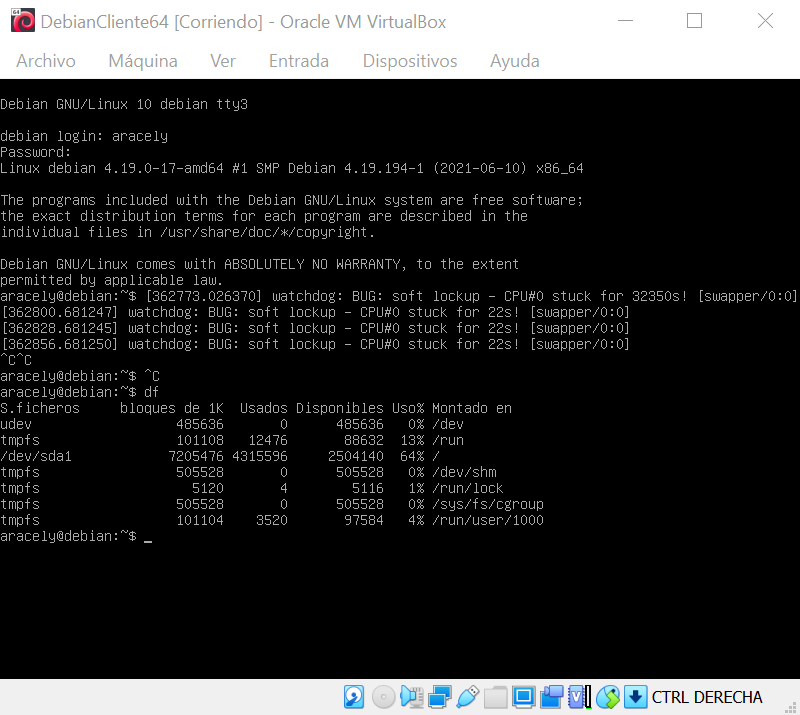 DebianCliente64 [Corriendo] - Oracle VM VirtualBox
Archivo Máquina Ver Entrada Dispositivos Ayuda
Debian GNU/Linux 10 debian tty3
debian login: aracely
Password:
Linux debian 4.19.0-17-amd64 #1 SMP Debian 4.19.194-1 (2021-06-10) x86_64
The programs included with the Debian GNU/Linux system are free software;
the exact distribution terms for each program are described in the
individual files in /usr/share/doc/*/copyright.
Debian GNU/Linux comes with ABSOLUTELY NO WARRANTY, to the extent
permitted by applicable law.
aracely@debian:~$ [362773.026370] watchdog: BUG: soft lockup - CPU#0 stuck for 32350s! [swapper/0:0]
[362800.681247] watchdog: BUG: soft lockup - CPU#0 stuck for 22s! [swapper/0:0]
[362828.681245] watchdog: BUG: soft lockup - CPU#0 stuck for 22s! [swapper/0:0]
[362856.681250] watchdog: BUG: soft lockup - CPU#0 stuck for 22s! [swapper/0:0]
^C^C
aracely@debian:~$ ^C
aracely@debian:~$ df
S.ficheros bloques de 1K Usados Disponibles Uso% Montado en
udev 485636 0 485636 0% /dev
tmpfs 101108 12476 88632 13% /run
/dev/sda1 7205476 4315596 2504140 64% /
tmpfs 505528 0 505528 0% /dev/shm
tmpfs 5120 4 5116 1% /run/lock
tmpfs 505528 0 505528 0% /sys/fs/cgroup
tmpfs 101104 3520 97584 4% /run/user/1000
aracely@debian:~$ _
CTRL DERECHA